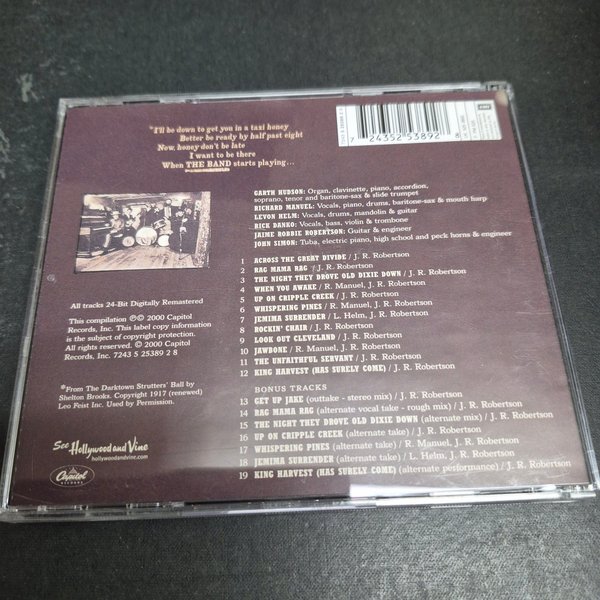 "I'll be down to get you in a taxi honey
Better be ready by half past eight
Now, honey don't be late
I want to be there
When THE BAND starts playing...
7 24352 53892 8
GARTH HUDSON: Organ, clavinette, piano, accordion,
soprano, tenor and baritone-sax & slide trumpet
RICHARD MANUEL: Vocals, piano, drums, baritone-sax & mouth harp
LEVON HELM: Vocals, drums, mandolin & guitar
RICK DANKO: Vocals, bass, violin & trombone
JAIME ROBBIE ROBERTSON: Guitar & engineer
JOHN SIMON: Tuba, electric piano, high school and peck horns & engineer
1 ACROSS THE GREAT DIVIDE / J. R. Robertson
2 RAG MAMA RAG / J. R. Robertson
3 THE NIGHT THEY DROVE OLD DIXIE DOWN / J. R. Robertson
4 WHEN YOU AWAKE / R. Manuel, J. R. Robertson
5 UP ON CRIPPLE CREEK / J. R. Robertson
6 WHISPERING PINES / R. Manuel, J. R. Robertson
7 JEMIMA SURRENDER / L. Helm, J. R. Robertson
8 ROCKIN' CHAIR / J. R. Robertson
9 LOOK OUT CLEVELAND / J. R. Robertson
10 JAWBONE / R. Manuel, J. R. Robertson
11 THE UNFAITHFUL SERVANT / J. R. Robertson
12 KING HARVEST (HAS SURELY COME) / J. R. Robertson
BONUS TRACKS
13 GET UP JAKE (outtake - stereo mix) / J. R. Robertson
14 RAG MAMA RAG (alternate vocal take - rough mix) / J. R. Robertson
15 THE NIGHT THEY DROVE OLD DIXIE DOWN (alternate mix) / J. R. Robertson
16 UP ON CRIPPLE CREEK (alternate take) / J. R. Robertson
17 WHISPERING PINES (alternate take) / R. Manuel, J. R. Robertson
18 JEMIMA SURRENDER (alternate take) / L. Helm, J. R. Robertson
19 KING HARVEST (HAS SURELY COME) (alternate performance) / J. R. Robertson
All tracks 24-Bit Digitally Remastered
This compilation ℗© 2000 Capitol
Records, Inc. This label copy information
is the subject of copyright protection.
All rights reserved. © 2000 Capitol
Records, Inc. 7243 5 25389 2 8
*From The Darktown Strutters' Ball by
Shelton Brooks. Copyright 1917 (renewed)
Leo Feist Inc. Used by Permission.
See Hollywood and Vine
hollywoodandvine.com
Capitol
RECORDS